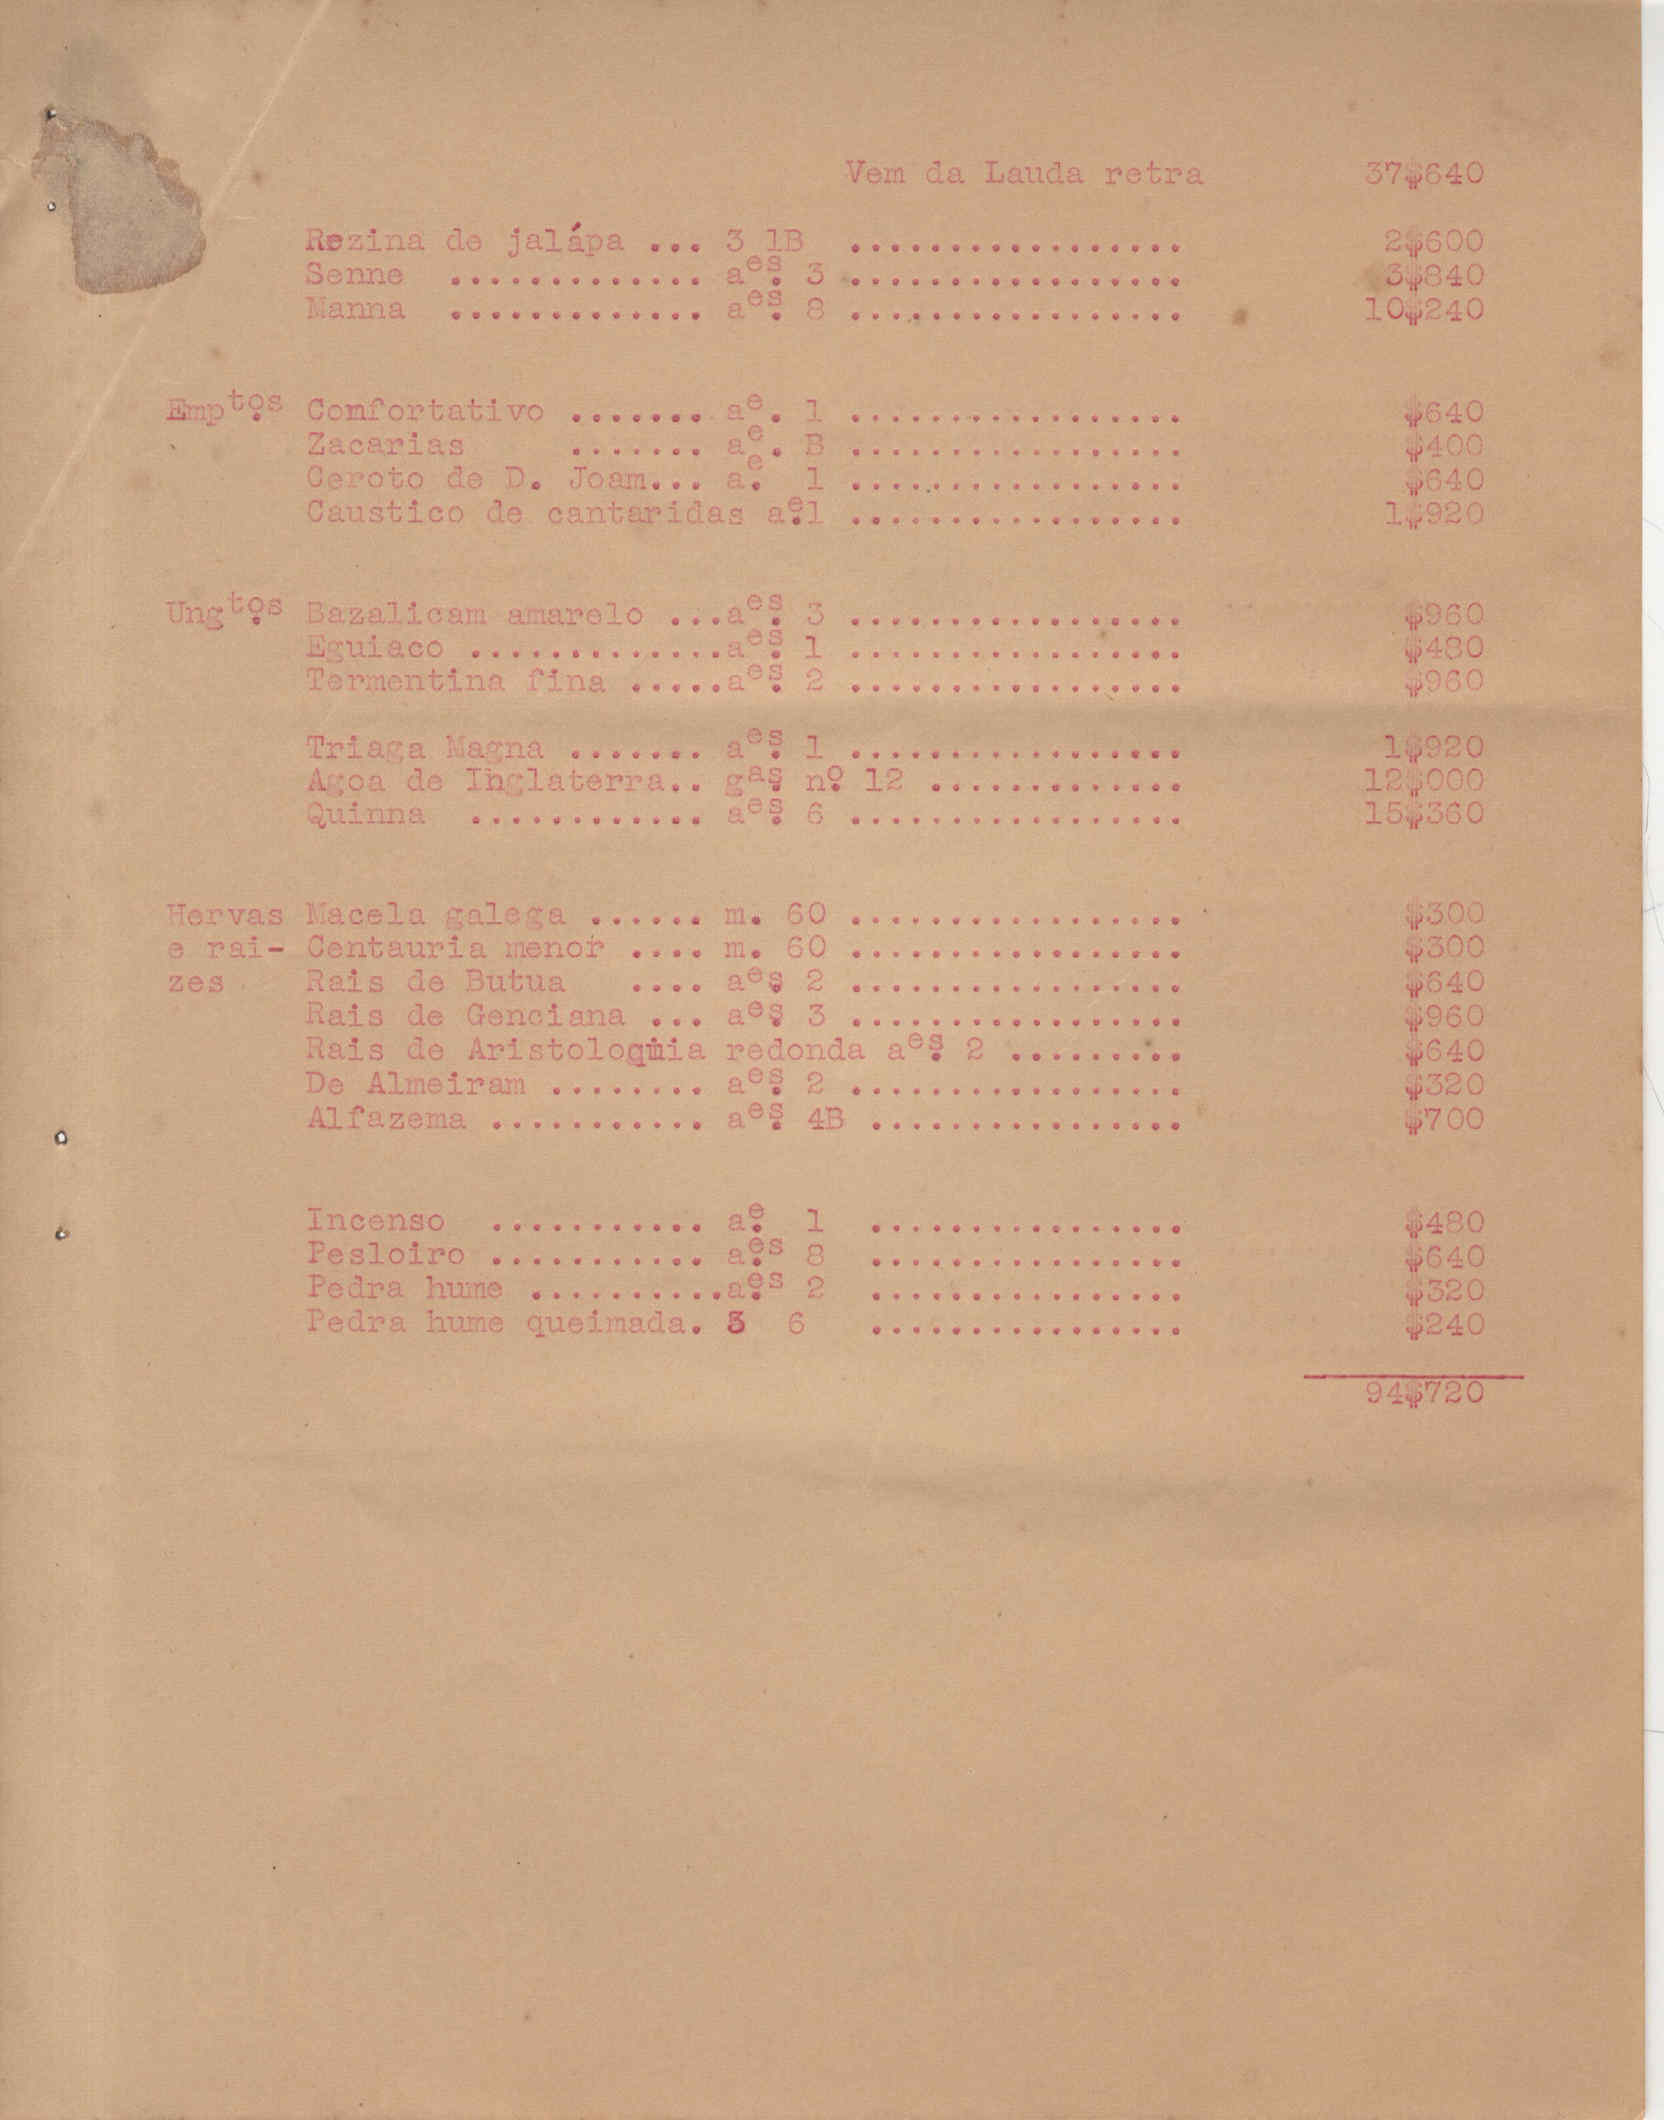 Vem da Lauda retra 37$640
Rezina de jalápa ... 3 1B ................. 2$600
Senne ............. aes. 3 ................. 3$840
Manna ............. aes. 8 ................. 10$240
Emptos. Comfortativo ....... ae. 1 ................. $640
Zacarias ....... ae. B ................. $400
Ceroto de D. Joam... ae. 1 ................. $640
Caustico de cantaridas ae.1 ................. 1$920
Ungtos. Bazalicam amarelo ...aes. 3 ................. $960
Eguiaco .............aes. 1 ................. $480
Termentina fina .....aes. 2 ................. $960
Triaga Magna ....... aes. 1 ................. 1$920
Agoa de Inglaterra.. gas. nº. 12 ............. 12$000
Quinna ............ aes. 6 ................. 15$360
Hervas Macela galega ...... m. 60 ................. $300
e rai- Centauria menor .... m. 60 ................. $300
zes Rais de Butua .... aes. 2 ................. $640
Rais de Genciana ... aes. 3 ................. $960
Rais de Aristoloquia redonda aes. 2 ......... $640
De Almeiram ........ aes. 2 ................. $320
Alfazema ........... aes. 4B ................ $700
Incenso ........... ae. 1 ................ $480
Pesloiro ........... aes. 8 ................ $640
Pedra hume ..........aes. 2 ................ $320
Pedra hume queimada. 3 6 ................ $240
94$720